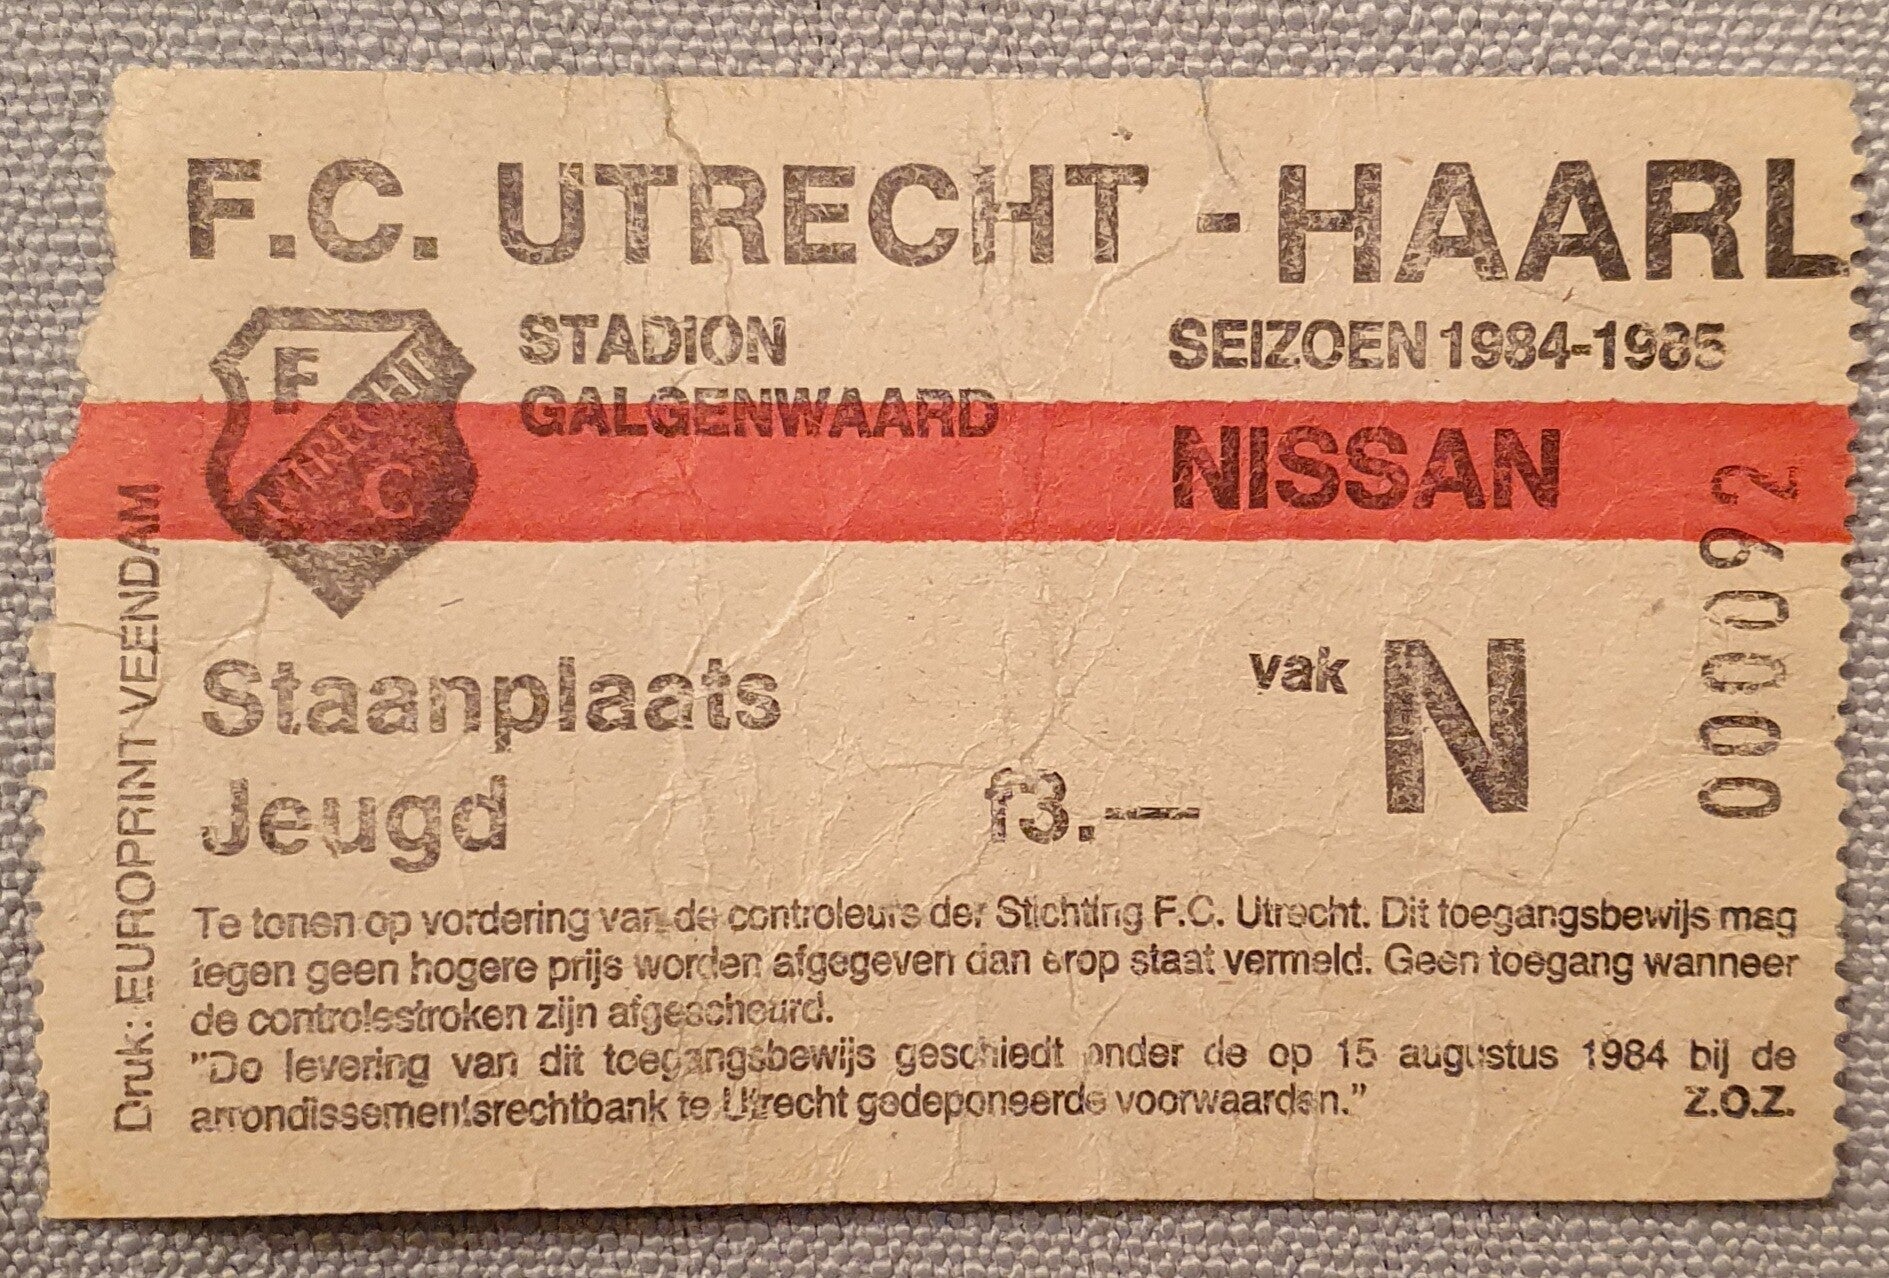 F.C. UTRECHT - HAARL
F UTRECHT C
STADION
GALGENWAARD
SEIZOEN 1984-1985
NISSAN
000092
Staanplaats
Jeugd
f3.—
vak N
Te tonen op vordering van de controleurs der Stichting F.C. Utrecht. Dit toegangsbewijs mag
tegen geen hogere prijs worden afgegeven dan erop staat vermeld. Geen toegang wanneer
de controlestroken zijn afgescheurd.
"De levering van dit toegangsbewijs geschiedt onder de op 15 augustus 1984 bij de
arrondissementsrechtbank te Utrecht gedeponeerde voorwaarden."
Z.O.Z.
Druk: EUROPRINT VEENDAM